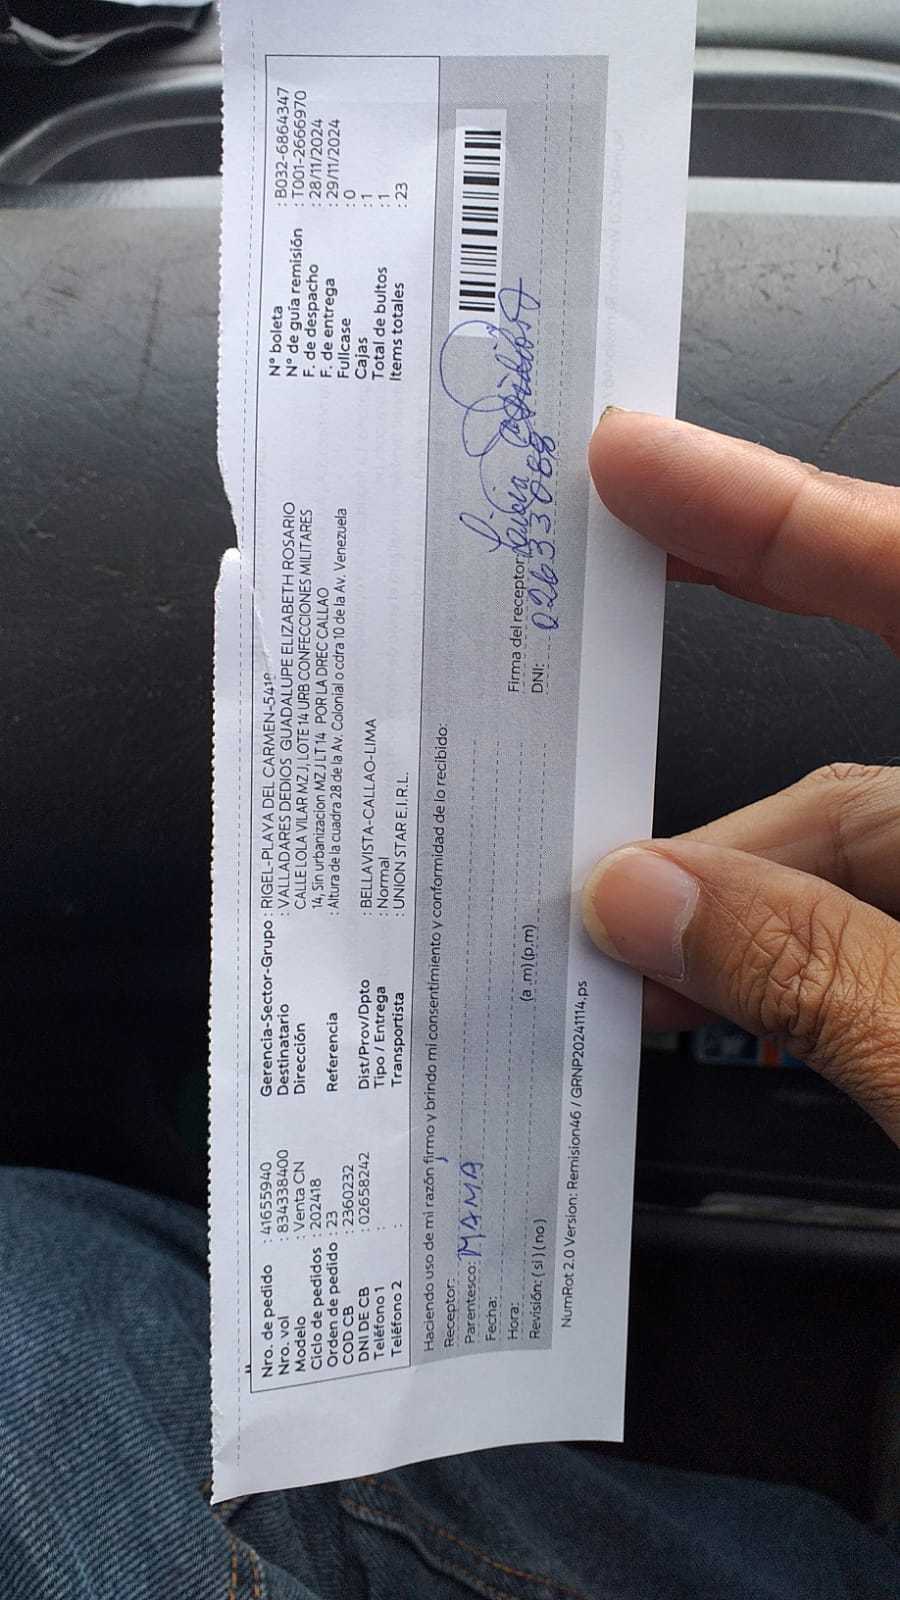 Nro. de pedido : 41655940
Nro. vol : 834338400
Modelo : Venta CN
Ciclo de pedidos : 202418
Orden de pedido : 23
COD CB : 2360232
DNI DE CB : 02658242
Teléfono 1 :
Teléfono 2 :
Gerencia-Sector-Grupo : RIGEL-PLAYA DEL CARMEN-541
Destinatario : VALLADARES DEDIOS GUADALUPE ELIZABETH ROSARIO
Dirección CALLE LOLA VILAR MZ J, LOTE 14 URB CONFECCIONES MILITARES
14, Sin urbanizacion MZ J LT 14 POR LA DREC CALLAO
Referencia : Altura de la cuadra 28 de la Av. Colonial o cdra 10 de la Av. Venezuela
Dist/Prov/Dpto : BELLAVISTA-CALLAO-LIMA
Tipo / Entrega : Normal
Transportista : UNION STAR E.I.R.L.
N° boleta : B032-6864347
N° de guía remisión : T001-2666970
F. de despacho : 28/11/2024
F. de entrega : 29/11/2024
Fullcase : 0
Cajas : 1
Total de bultos : 1
Items totales : 23
Haciendo uso de mi razón firmo y brindo mi consentimiento y conformidad de lo recibido:
Receptor:
Parentesco: MAMA
Fecha:
Hora: (a .m) (p.m)
Revisión: ( si ) ( no )
Firma del receptor:
DNI: 02633088
NumRot 2.0 Version: Remision46 / GRNP20241114.ps